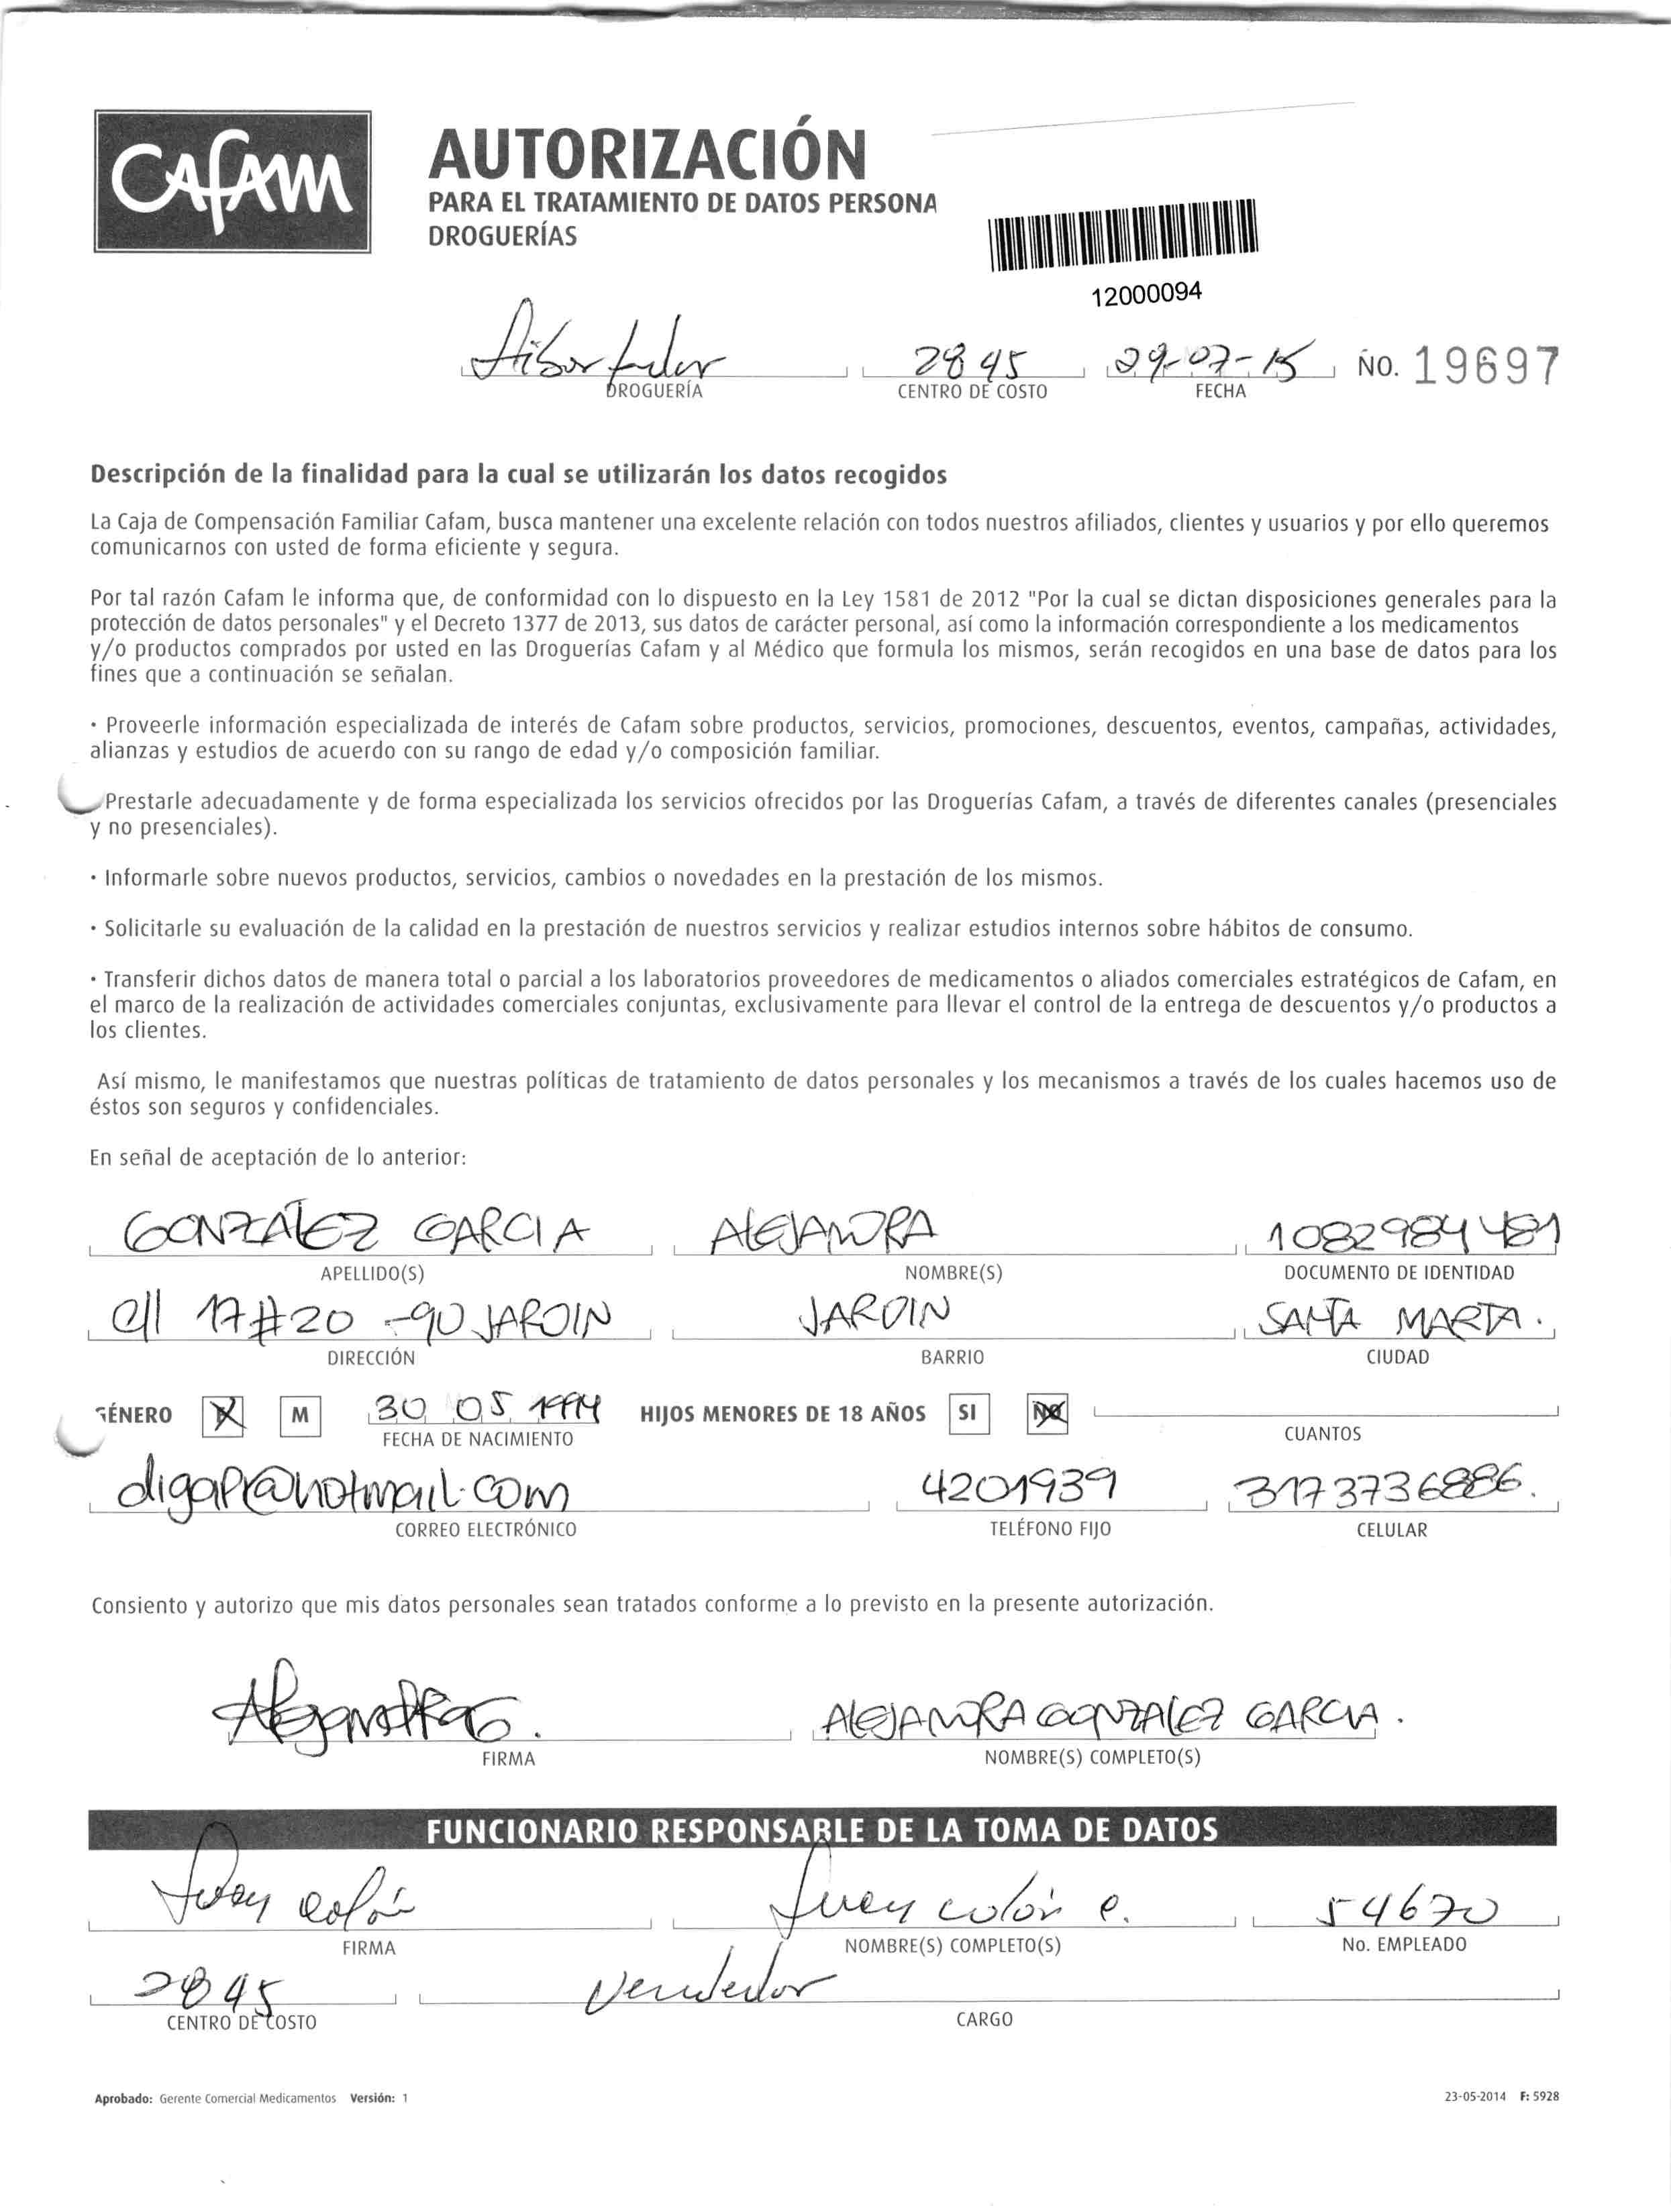 Cafam
AUTORIZACIÓN
PARA EL TRATAMIENTO DE DATOS PERSONA
DROGUERÍAS
12000094
2845 29-07-15 No. 19697
DROGUERÍA CENTRO DE COSTO FECHA
Descripción de la finalidad para la cual se utilizarán los datos recogidos
La Caja de Compensación Familiar Cafam, busca mantener una excelente relación con todos nuestros afiliados, clientes y usuarios y por ello queremos
comunicarnos con usted de forma eficiente y segura.
Por tal razón Cafam le informa que, de conformidad con lo dispuesto en la Ley 1581 de 2012 "Por la cual se dictan disposiciones generales para la
protección de datos personales" y el Decreto 1377 de 2013, sus datos de carácter personal, así como la información correspondiente a los medicamentos
y/o productos comprados por usted en las Droguerías Cafam y al Médico que formula los mismos, serán recogidos en una base de datos para los
fines que a continuación se señalan.
· Proveerle información especializada de interés de Cafam sobre productos, servicios, promociones, descuentos, eventos, campañas, actividades,
alianzas y estudios de acuerdo con su rango de edad y/o composición familiar.
Prestarle adecuadamente y de forma especializada los servicios ofrecidos por las Droguerías Cafam, a través de diferentes canales (presenciales
y no presenciales).
· Informarle sobre nuevos productos, servicios, cambios o novedades en la prestación de los mismos.
· Solicitarle su evaluación de la calidad en la prestación de nuestros servicios y realizar estudios internos sobre hábitos de consumo.
· Transferir dichos datos de manera total o parcial a los laboratorios proveedores de medicamentos o aliados comerciales estratégicos de Cafam, en
el marco de la realización de actividades comerciales conjuntas, exclusivamente para llevar el control de la entrega de descuentos y/o productos a
los clientes.
Así mismo, le manifestamos que nuestras políticas de tratamiento de datos personales y los mecanismos a través de los cuales hacemos uso de
éstos son seguros y confidenciales.
En señal de aceptación de lo anterior:
GONZALEZ GARCIA ALEJANDRA 1082984481
APELLIDO(S) NOMBRE(S) DOCUMENTO DE IDENTIDAD
Cll 17 #20 -90 JARDIN JARDIN SANTA MARTA.
DIRECCIÓN BARRIO CIUDAD
GÉNERO X M 30 05 1994 HIJOS MENORES DE 18 AÑOS SI NO
FECHA DE NACIMIENTO CUANTOS
digapr@hotmail.com 4201939 3173736886.
CORREO ELECTRÓNICO TELÉFONO FIJO CELULAR
Consiento y autorizo que mis datos personales sean tratados conforme a lo previsto en la presente autorización.
ALEJANDRA GONZALEZ GARCIA.
FIRMA NOMBRE(S) COMPLETO(S)
FUNCIONARIO RESPONSABLE DE LA TOMA DE DATOS
colón colón e. 54670
FIRMA NOMBRE(S) COMPLETO(S) No. EMPLEADO
2845 Vendedor
CENTRO DE COSTO CARGO
Aprobado: Gerente Comercial Medicamentos Versión: 1 23-05-2014 F: 5928